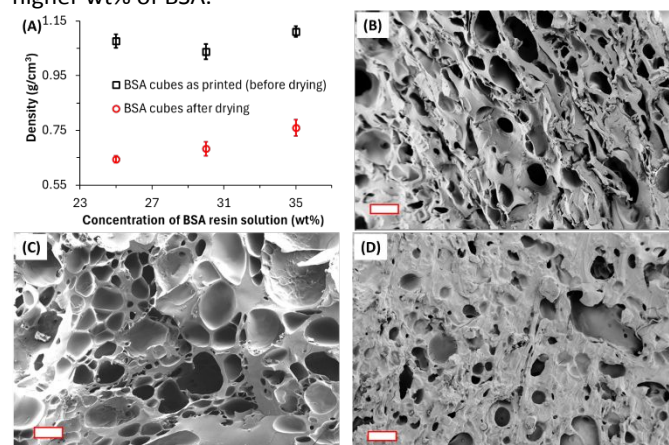 higher wt% of BSA.
(A)
1.15
0.95
0.75
0.55
Density (g/cm³)
BSA cubes as printed (before drying)
BSA cubes after drying
23 27 31 35
Concentration of BSA resin solution (wt%)
(B)
(C)
(D)